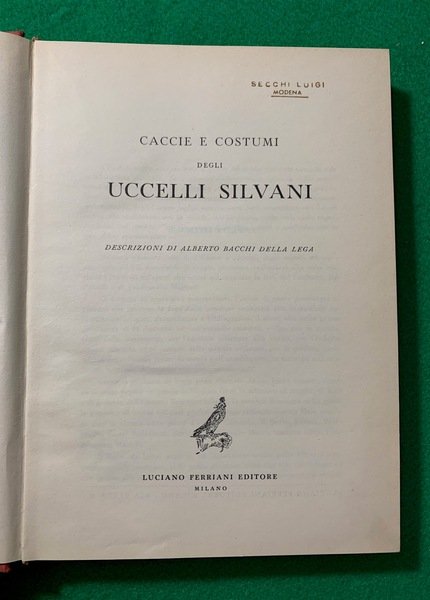 SECCHI LUIGI
MODENA
CACCIE E COSTUMI
DEGLI
UCCELLI SILVANI
DESCRIZIONI DI ALBERTO BACCHI DELLA LEGA
LUCIANO FERRIANI EDITORE
MILANO